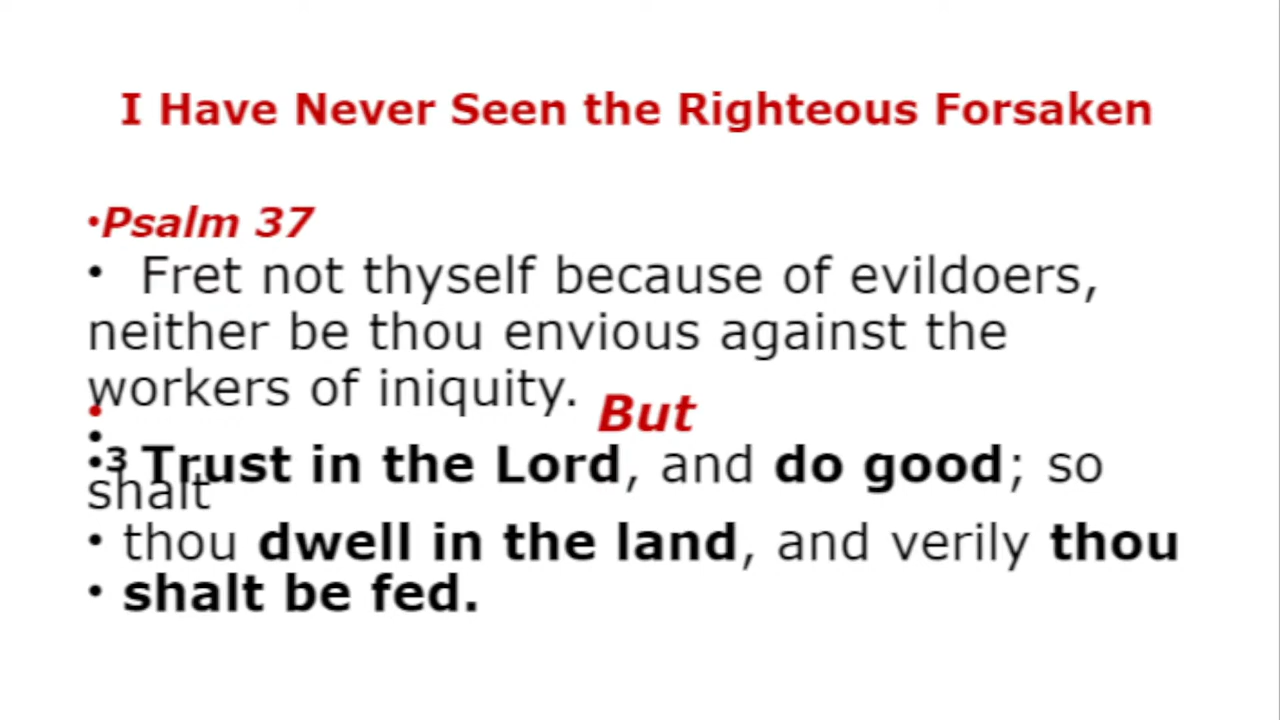 I Have Never Seen the Righteous Forsaken
•Psalm 37
• Fret not thyself because of evildoers,
neither be thou envious against the
workers of iniquity.
• But
•
•3 Trust in the Lord, and do good; so
shalt
• thou dwell in the land, and verily thou
• shalt be fed.